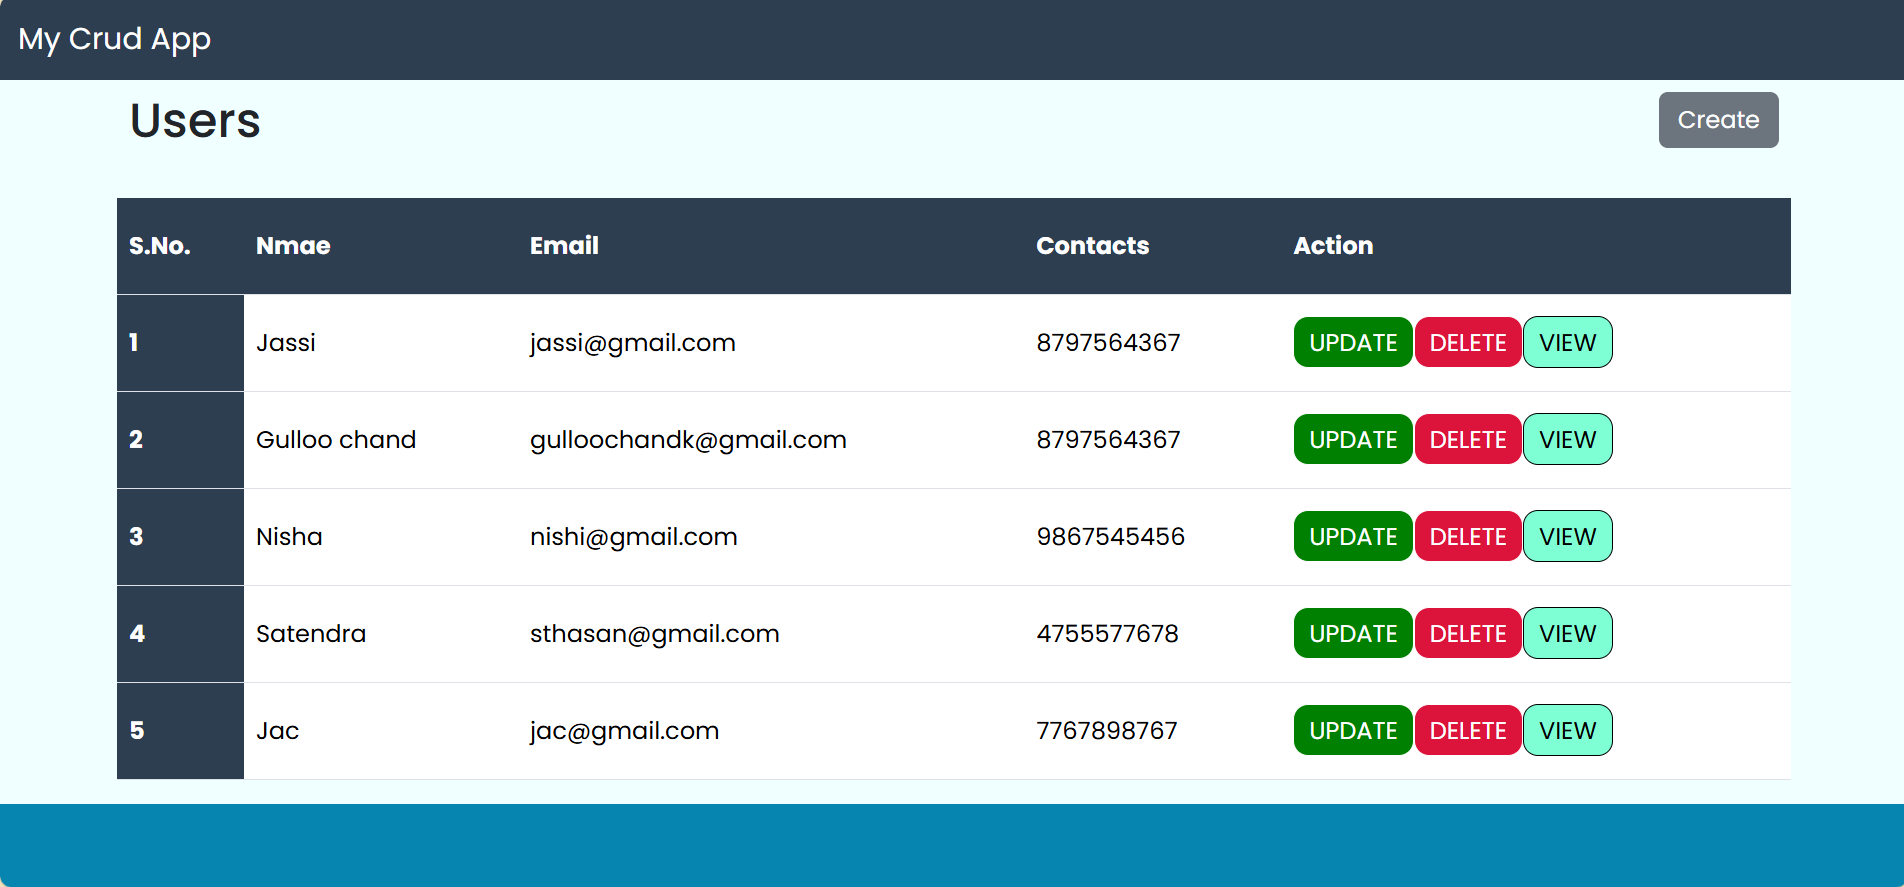 My Crud App
Users Create
S.No. Nmae Email Contacts Action
1 Jassi jassi@gmail.com 8797564367 UPDATE DELETE VIEW
2 Gulloo chand gulloochandk@gmail.com 8797564367 UPDATE DELETE VIEW
3 Nisha nishi@gmail.com 9867545456 UPDATE DELETE VIEW
4 Satendra sthasan@gmail.com 4755577678 UPDATE DELETE VIEW
5 Jac jac@gmail.com 7767898767 UPDATE DELETE VIEW